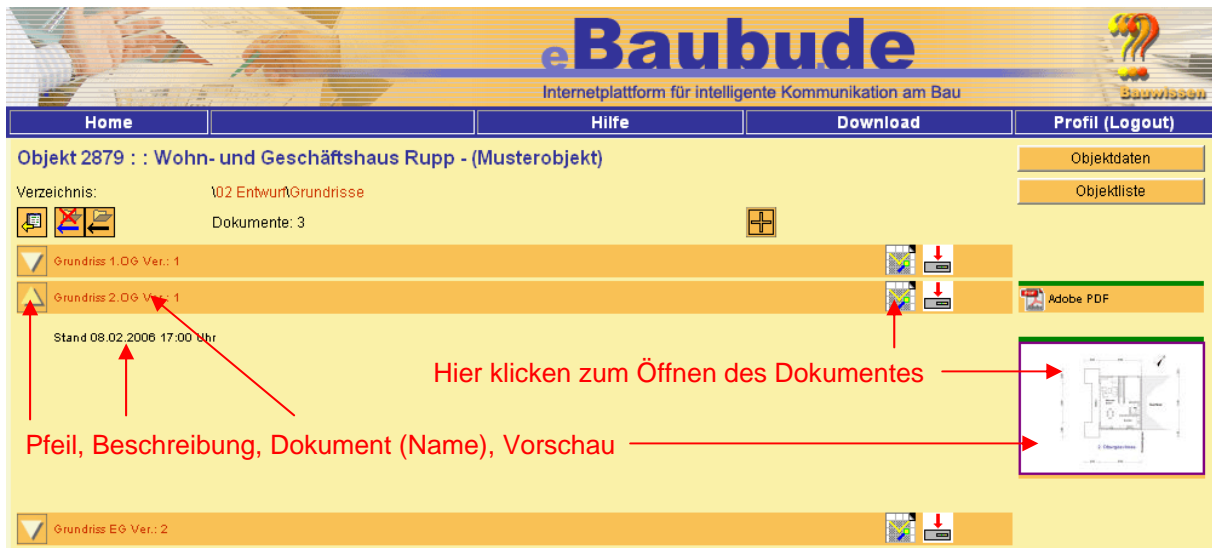 eBaubude
Internetplattform für intelligente Kommunikation am Bau
Bauwissen
Home Hilfe Download Profil (Logout)
Objekt 2879 : : Wohn- und Geschäftshaus Rupp - (Musterobjekt)
Objektdaten
Verzeichnis: \02 Entwurf\Grundrisse
Objektliste
Dokumente: 3
Grundriss 1.OG Ver.: 1
Grundriss 2.OG Ver.: 1
Adobe PDF
Stand 08.02.2006 17:00 Uhr
Hier klicken zum Öffnen des Dokumentes
Pfeil, Beschreibung, Dokument (Name), Vorschau
Grundriss EG Ver.: 2